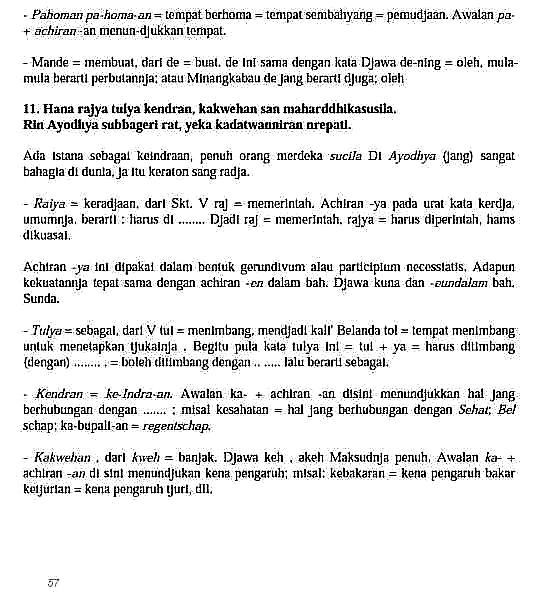 - Pahoman pa-homa-an = tempat berhoma = tempat sembahyang = pemudjaan. Awalan pa-
+ achiran -an menun-djukkan tempat.
- Mande = membuat, dari de = buat. de ini sama dengan kata Djawa de-ning = oleh, mula-
mula berarti perbutannja; atau Minangkabau de jang berarti djuga; oleh
11. Hana rajya tulya kendran, kakwehan san maharddhikasusila.
Rin Ayodhya subbageri rat, yeka kadatwanniran nrepati.
Ada istana sebagai keindraan, penuh orang merdeka sucila Di Ayodhya (jang) sangat
bahagia di dunia, ja itu keraton sang radja.
- Raiya = keradjaan, dari Skt. V raj = memerintah. Achiran -ya pada urat kata kerdja,
umumnja, berarti : harus di ........ Djadi raj = memerintah, rajya = harus diperintah, hams
dikuasai.
Achiran -ya ini dipakai dalam bentuk gerundivum alau participium necessiatis. Adapun
kekuatannja tepat sama dengan achiran -en dalam bah. Djawa kuna dan -eundalam bah.
Sunda.
- Tulya = sebagai, dari V tul = menimbang, mendjadi kali' Belanda tol = tempat menimbang
untuk menetapkan tjukainja . Begitu pula kata tulya ini = tul + ya = harus ditimbang
(dengan) ........ ; = boleh ditimbang dengan .. ..... lalu berarti sebagai.
- Kendran = ke-Indra-an. Awalan ka- + achiran -an disini menundjukkan hal jang
berhubungan dengan ....... ; misal kesahatan = hal jang berhubungan dengan Sehat; Bel
schap; ka-bupali-an = regentschap.
- Kakwehan , dari kweh = banjak. Djawa keh , akeh Maksudnja penuh. Awalan ka- +
achiran -an di sini menundjukan kena pengaruh; misal: kebakaran = kena pengaruh bakar
ketjurian = kena pengaruh tjuri, dll.
57